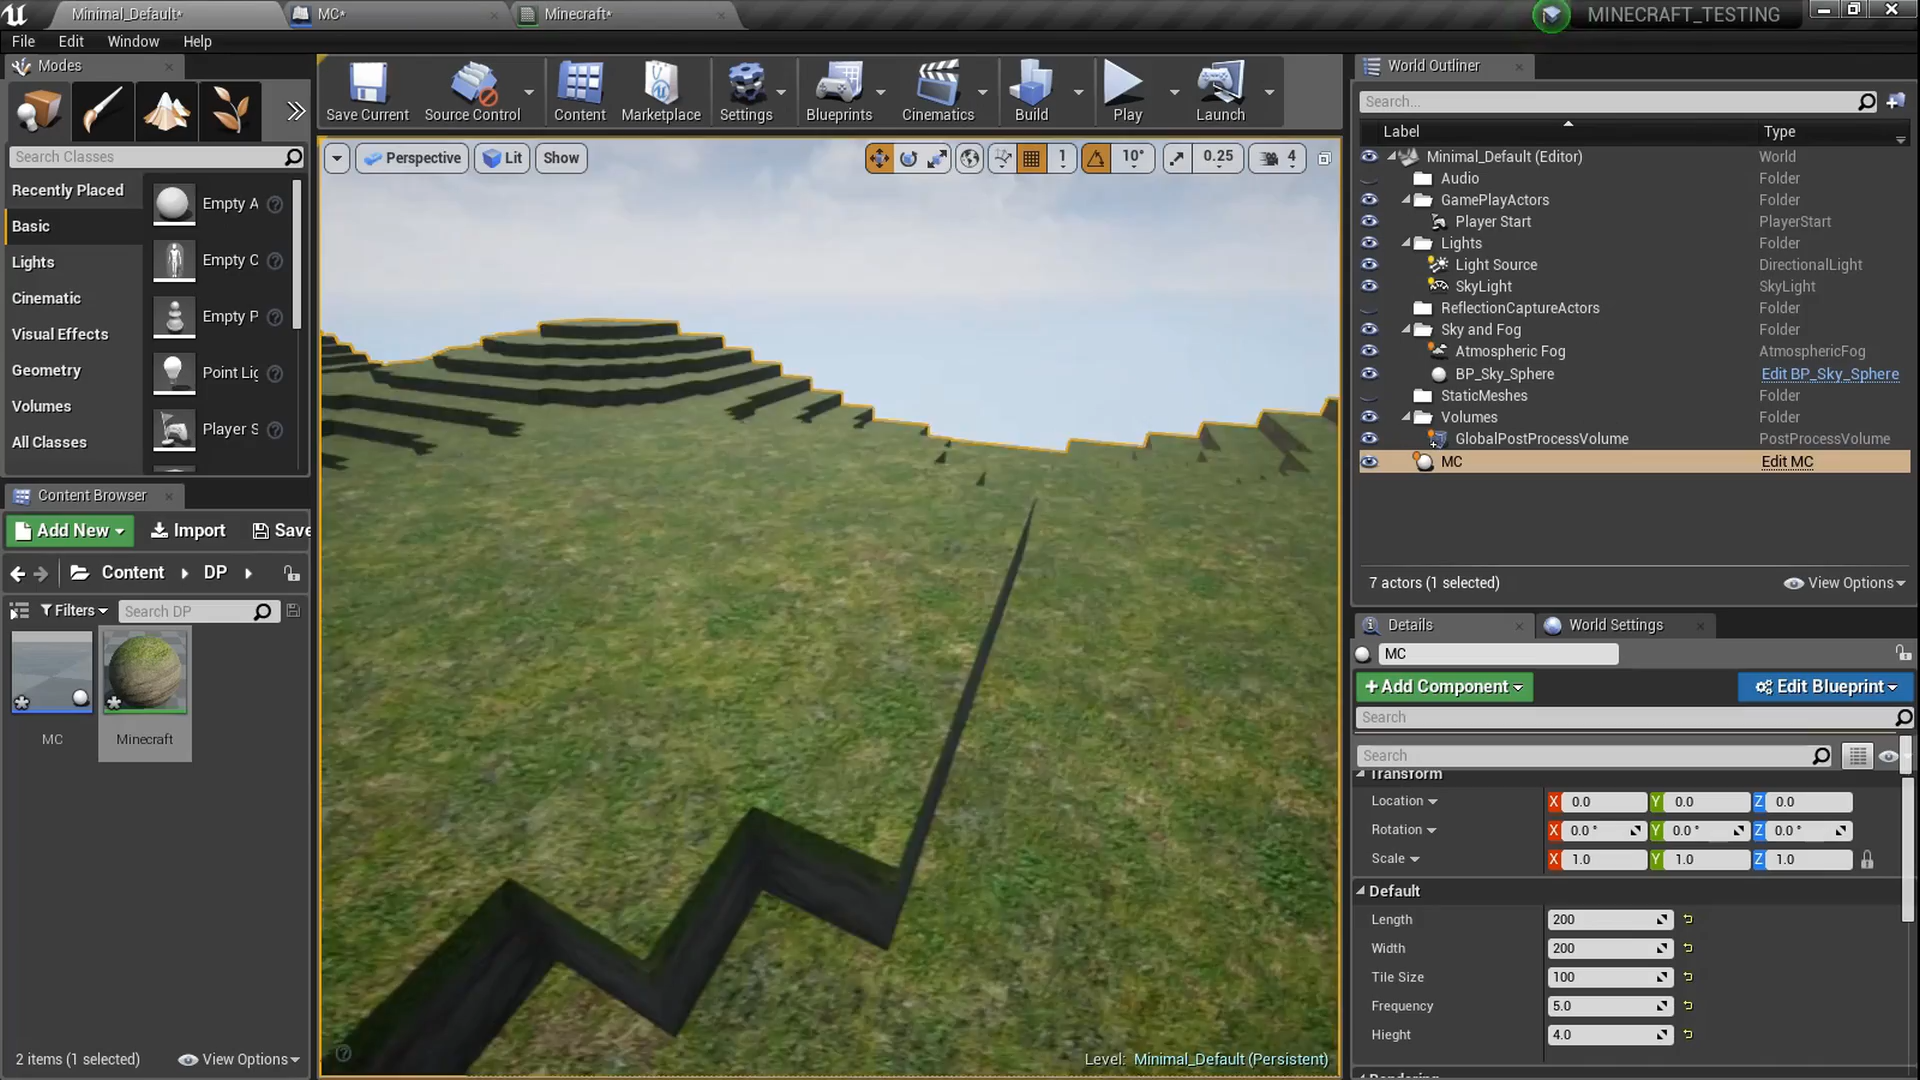 Minimal_Default*
MC*
Minecraft*
MINECRAFT_TESTING
File
Edit
Window
Help
Modes
Save Current
Source Control
Content
Marketplace
Settings
Blueprints
Cinematics
Build
Play
Launch
Search Classes
Recently Placed
Basic
Lights
Cinematic
Visual Effects
Geometry
Volumes
All Classes
Empty A
Empty C
Empty P
Point Lig
Player S
Perspective
Lit
Show
1
10°
0.25
4
Level: Minimal_Default (Persistent)
Content Browser
Add New
Import
Save
Content
DP
Filters
Search DP
MC
Minecraft
2 items (1 selected)
View Options
World Outliner
Search...
Label Type
Minimal_Default (Editor) World
Audio Folder
GamePlayActors Folder
Player Start PlayerStart
Lights Folder
Light Source DirectionalLight
SkyLight SkyLight
ReflectionCaptureActors Folder
Sky and Fog Folder
Atmospheric Fog AtmosphericFog
BP_Sky_Sphere Edit BP_Sky_Sphere
StaticMeshes Folder
Volumes Folder
GlobalPostProcessVolume PostProcessVolume
MC Edit MC
7 actors (1 selected)
View Options
Details
World Settings
MC
+Add Component
Edit Blueprint
Search
Search
Transform
Location X 0.0 Y 0.0 Z 0.0
Rotation X 0.0 ° Y 0.0 ° Z 0.0 °
Scale X 1.0 Y 1.0 Z 1.0
Default
Length 200
Width 200
Tile Size 100
Frequency 5.0
Hieght 4.0